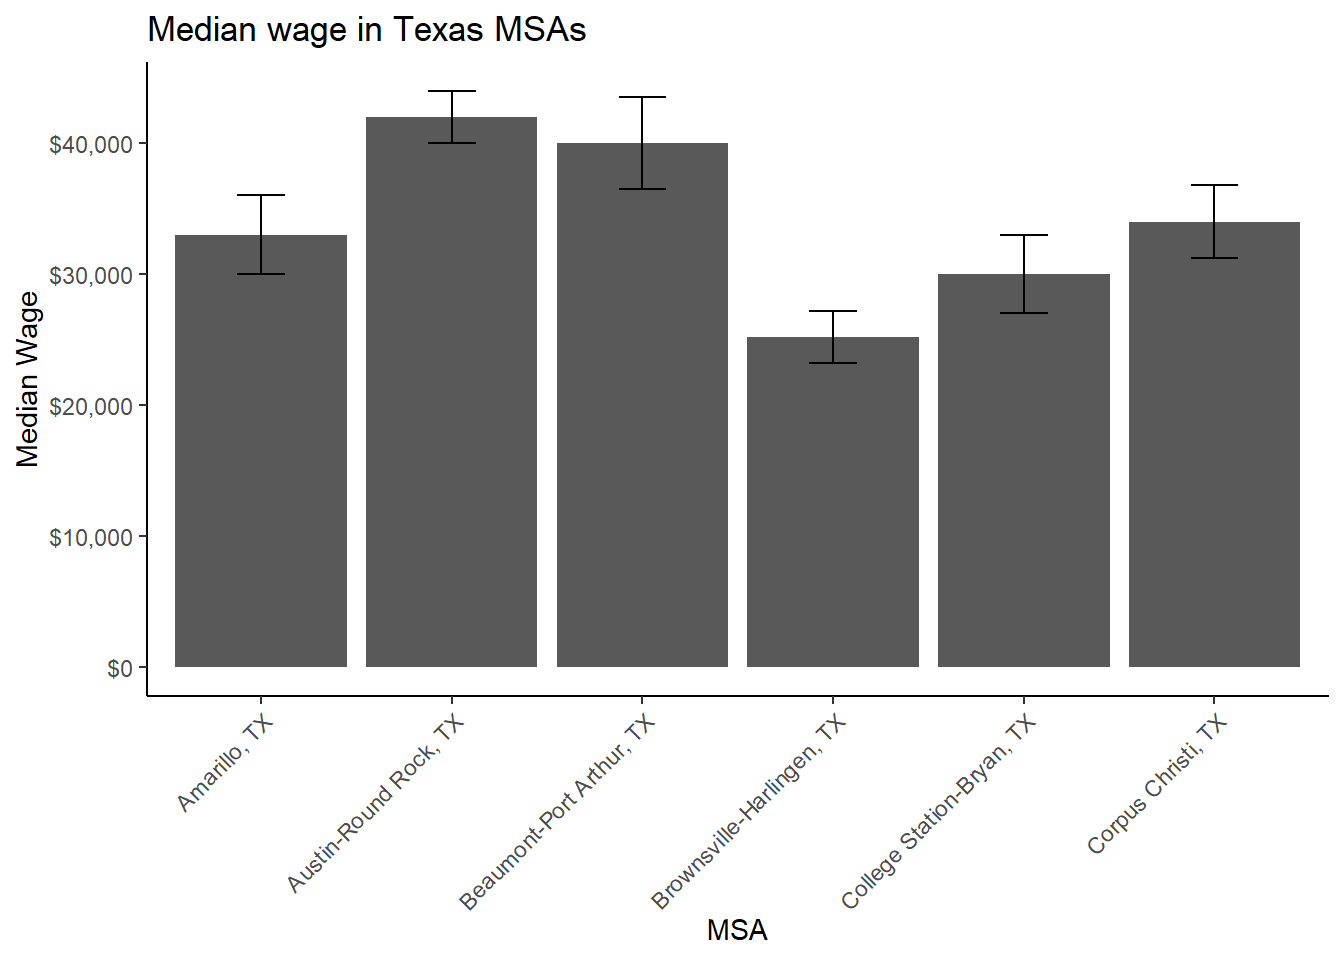 Median wage in Texas MSAs
Median Wage
$40,000
$30,000
$20,000
$10,000
$0
Amarillo, TX
Austin-Round Rock, TX
Beaumont-Port Arthur, TX
Brownsville-Harlingen, TX
College Station-Bryan, TX
Corpus Christi, TX
MSA